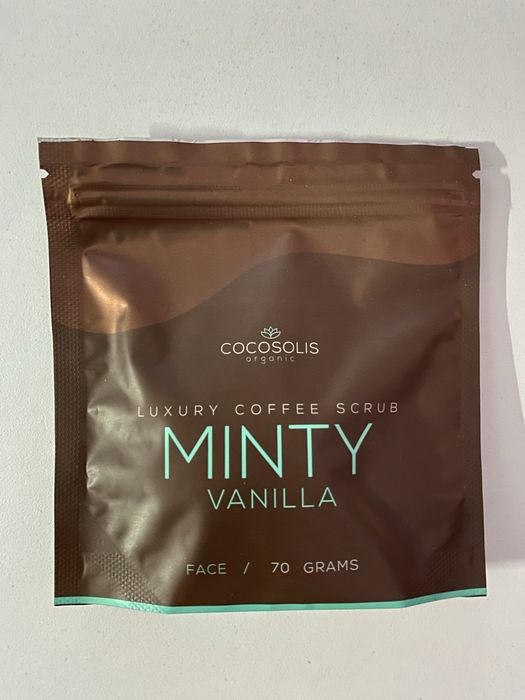 COCOSOLIS
organic
LUXURY COFFEE SCRUB
MINTY
VANILLA
FACE / 70 GRAMS